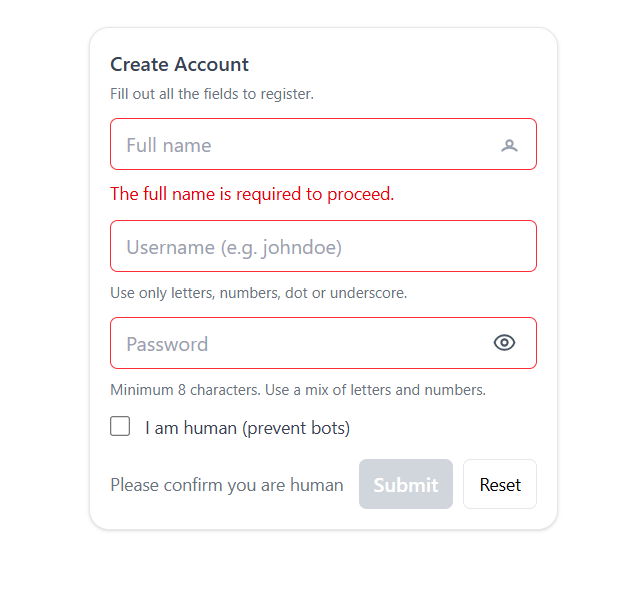 Create Account
Fill out all the fields to register.
Full name
The full name is required to proceed.
Username (e.g. johndoe)
Use only letters, numbers, dot or underscore.
Password
Minimum 8 characters. Use a mix of letters and numbers.
I am human (prevent bots)
Please confirm you are human Submit Reset